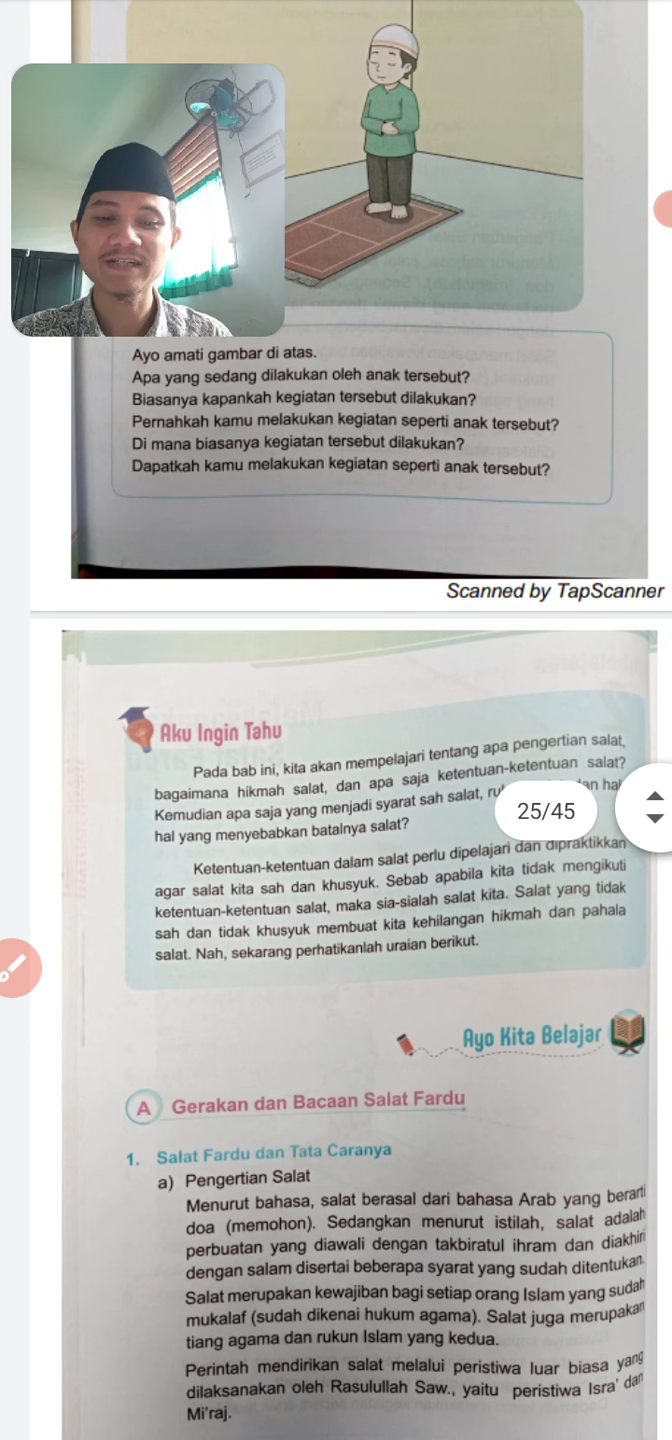 Ayo amati gambar di atas.
Apa yang sedang dilakukan oleh anak tersebut?
Biasanya kapankah kegiatan tersebut dilakukan?
Pernahkah kamu melakukan kegiatan seperti anak tersebut?
Di mana biasanya kegiatan tersebut dilakukan?
Dapatkah kamu melakukan kegiatan seperti anak tersebut?
Scanned by TapScanner
Aku Ingin Tahu
Pada bab ini, kita akan mempelajari tentang apa pengertian salat,
bagaimana hikmah salat, dan apa saja ketentuan-ketentuan salat?
Kemudian apa saja yang menjadi syarat sah salat,
25/45
hal yang menyebabkan batalnya salat?
Ketentuan-ketentuan dalam salat perlu dipelajari dan dipraktikkan
agar salat kita sah dan khusyuk. Sebab apabila kita tidak mengikuti
ketentuan-ketentuan salat, maka sia-sialah salat kita. Salat yang tidak
sah dan tidak khusyuk membuat kita kehilangan hikmah dan pahala
salat. Nah, sekarang perhatikanlah uraian berikut.
Ayo Kita Belajar
A Gerakan dan Bacaan Salat Fardu
1. Salat Fardu dan Tata Caranya
a) Pengertian Salat
Menurut bahasa, salat berasal dari bahasa Arab yang berarti
doa (memohon). Sedangkan menurut istilah, salat adalah
perbuatan yang diawali dengan takbiratul ihram dan diakhiri
dengan salam disertai beberapa syarat yang sudah ditentukan.
Salat merupakan kewajiban bagi setiap orang Islam yang sudah
mukalaf (sudah dikenai hukum agama). Salat juga merupakan
tiang agama dan rukun Islam yang kedua.
Perintah mendirikan salat melalui peristiwa luar biasa yang
dilaksanakan oleh Rasulullah Saw., yaitu peristiwa Isra' dan
Mi'raj.